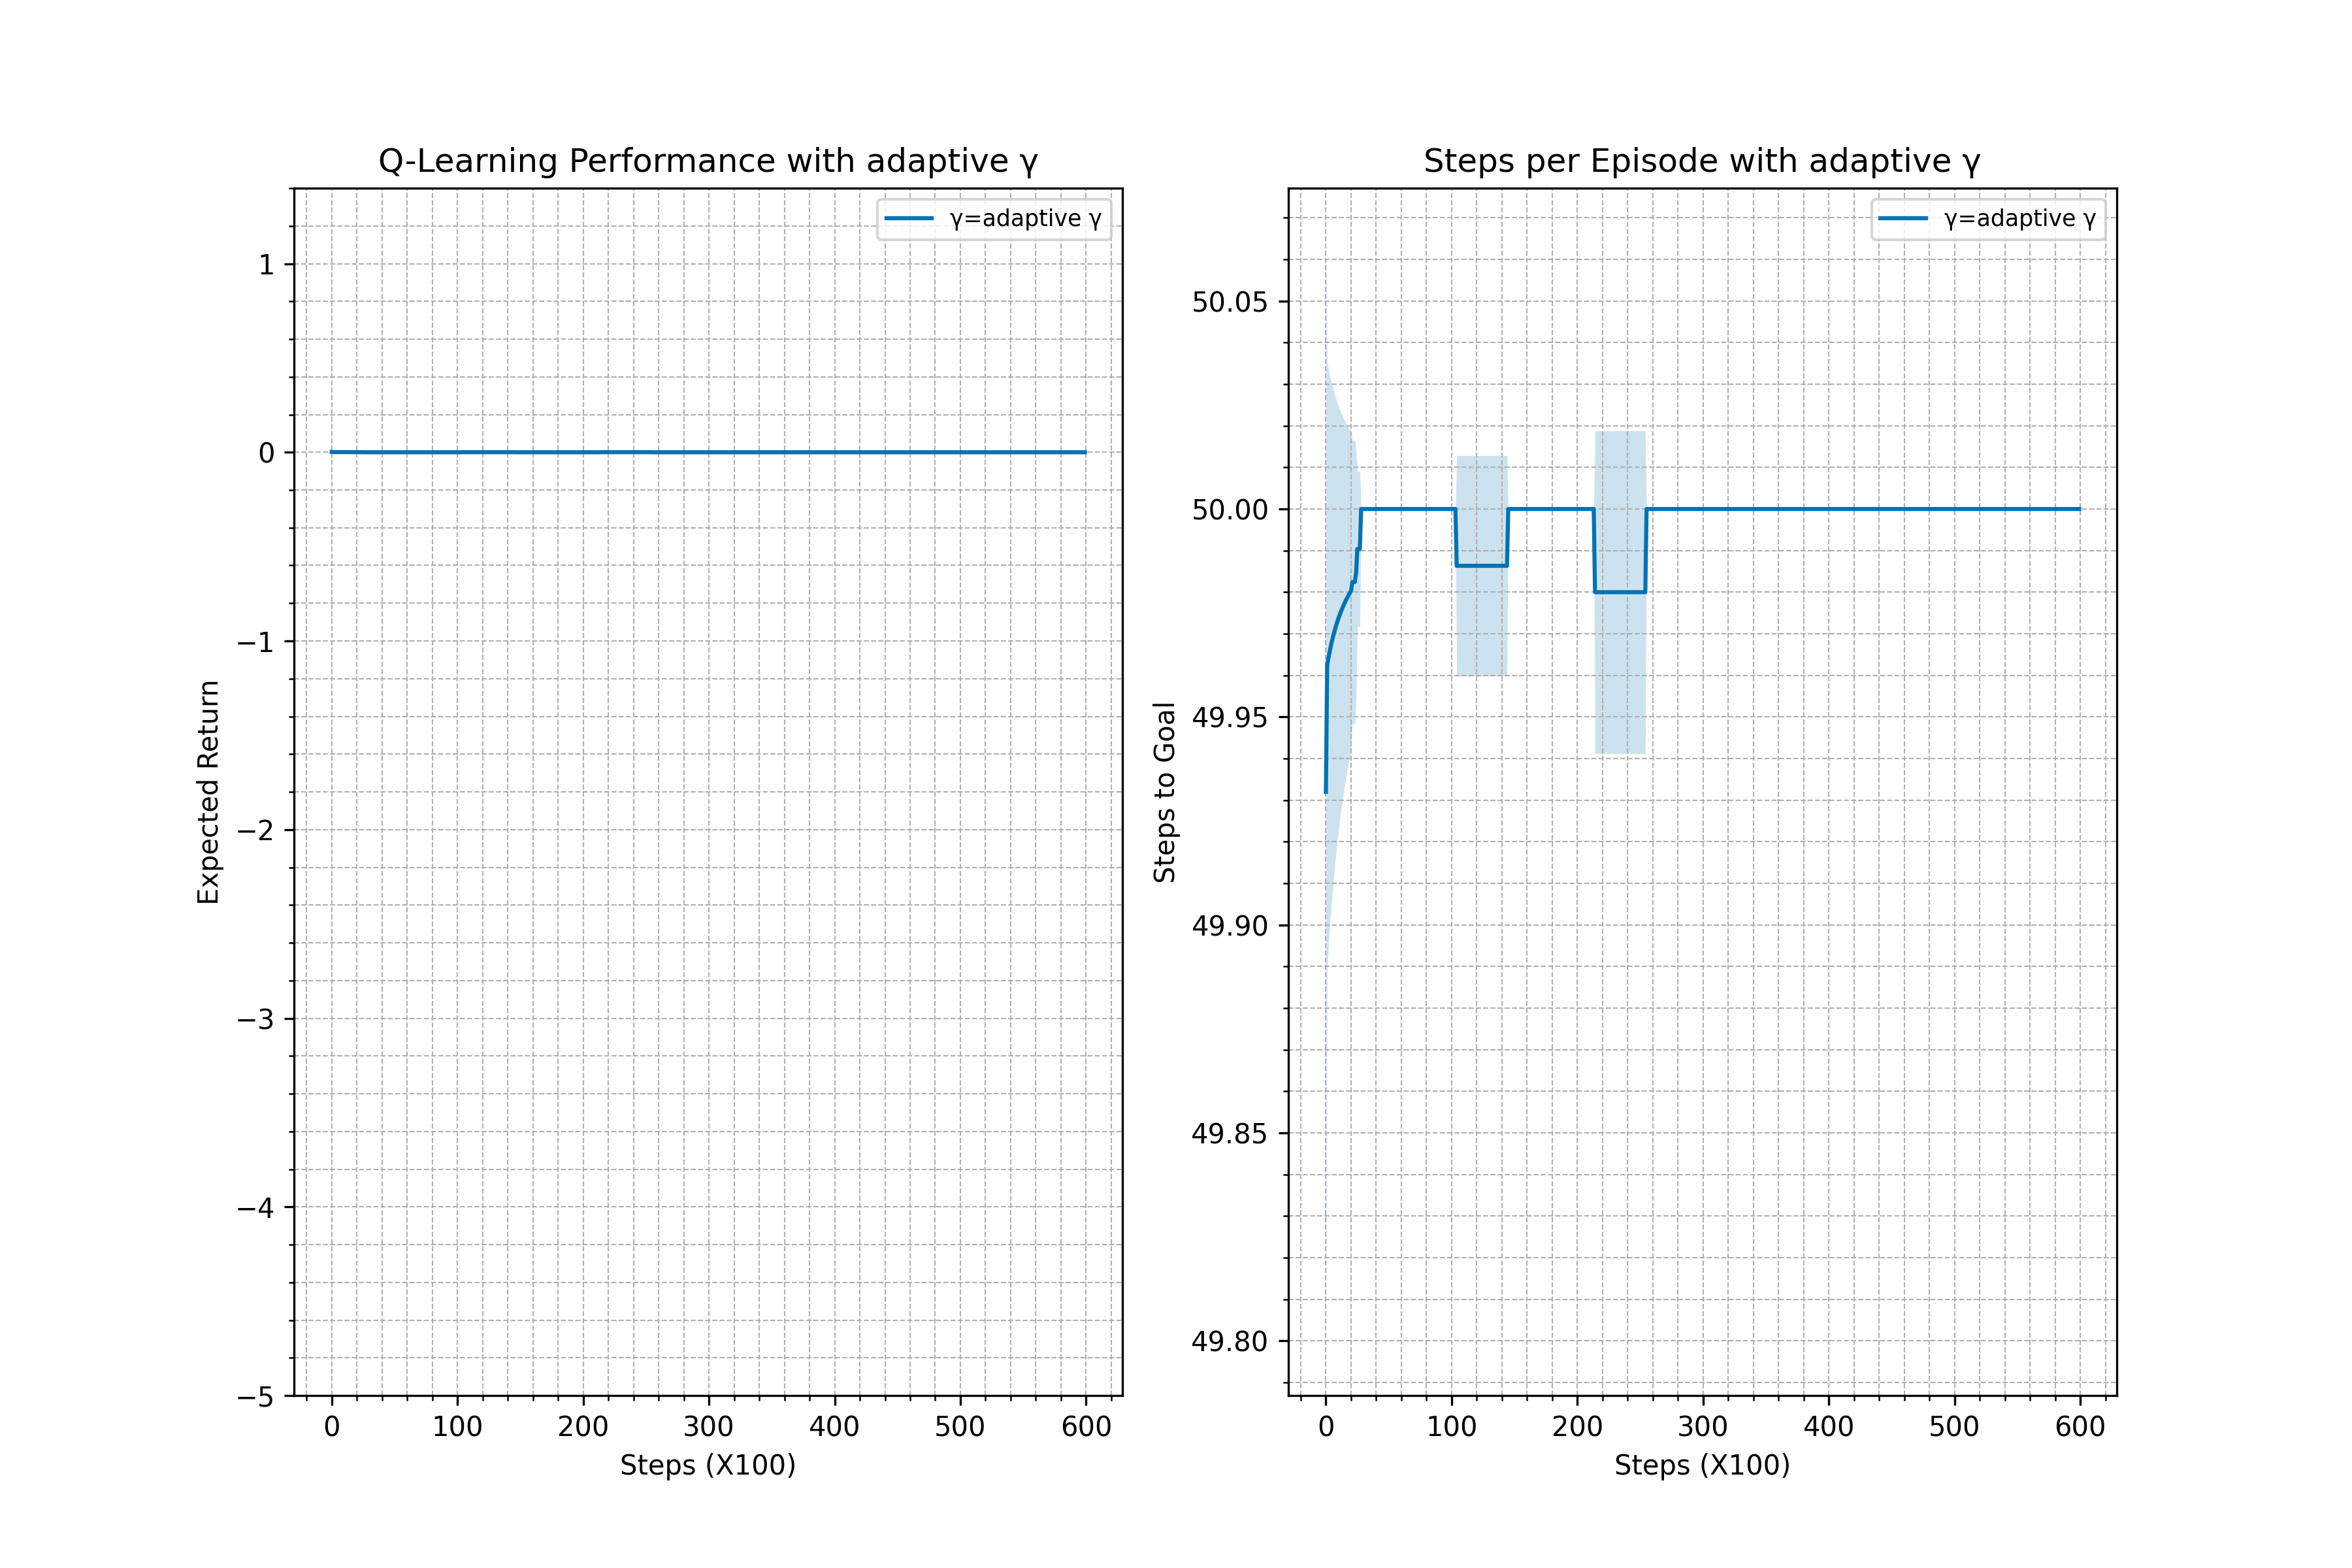 Q-Learning Performance with adaptive γ
γ=adaptive γ
1
0
−1
−2
−3
−4
−5
Expected Return
0 100 200 300 400 500 600
Steps (X100)
Steps per Episode with adaptive γ
γ=adaptive γ
50.05
50.00
49.95
49.90
49.85
49.80
Steps to Goal
0 100 200 300 400 500 600
Steps (X100)